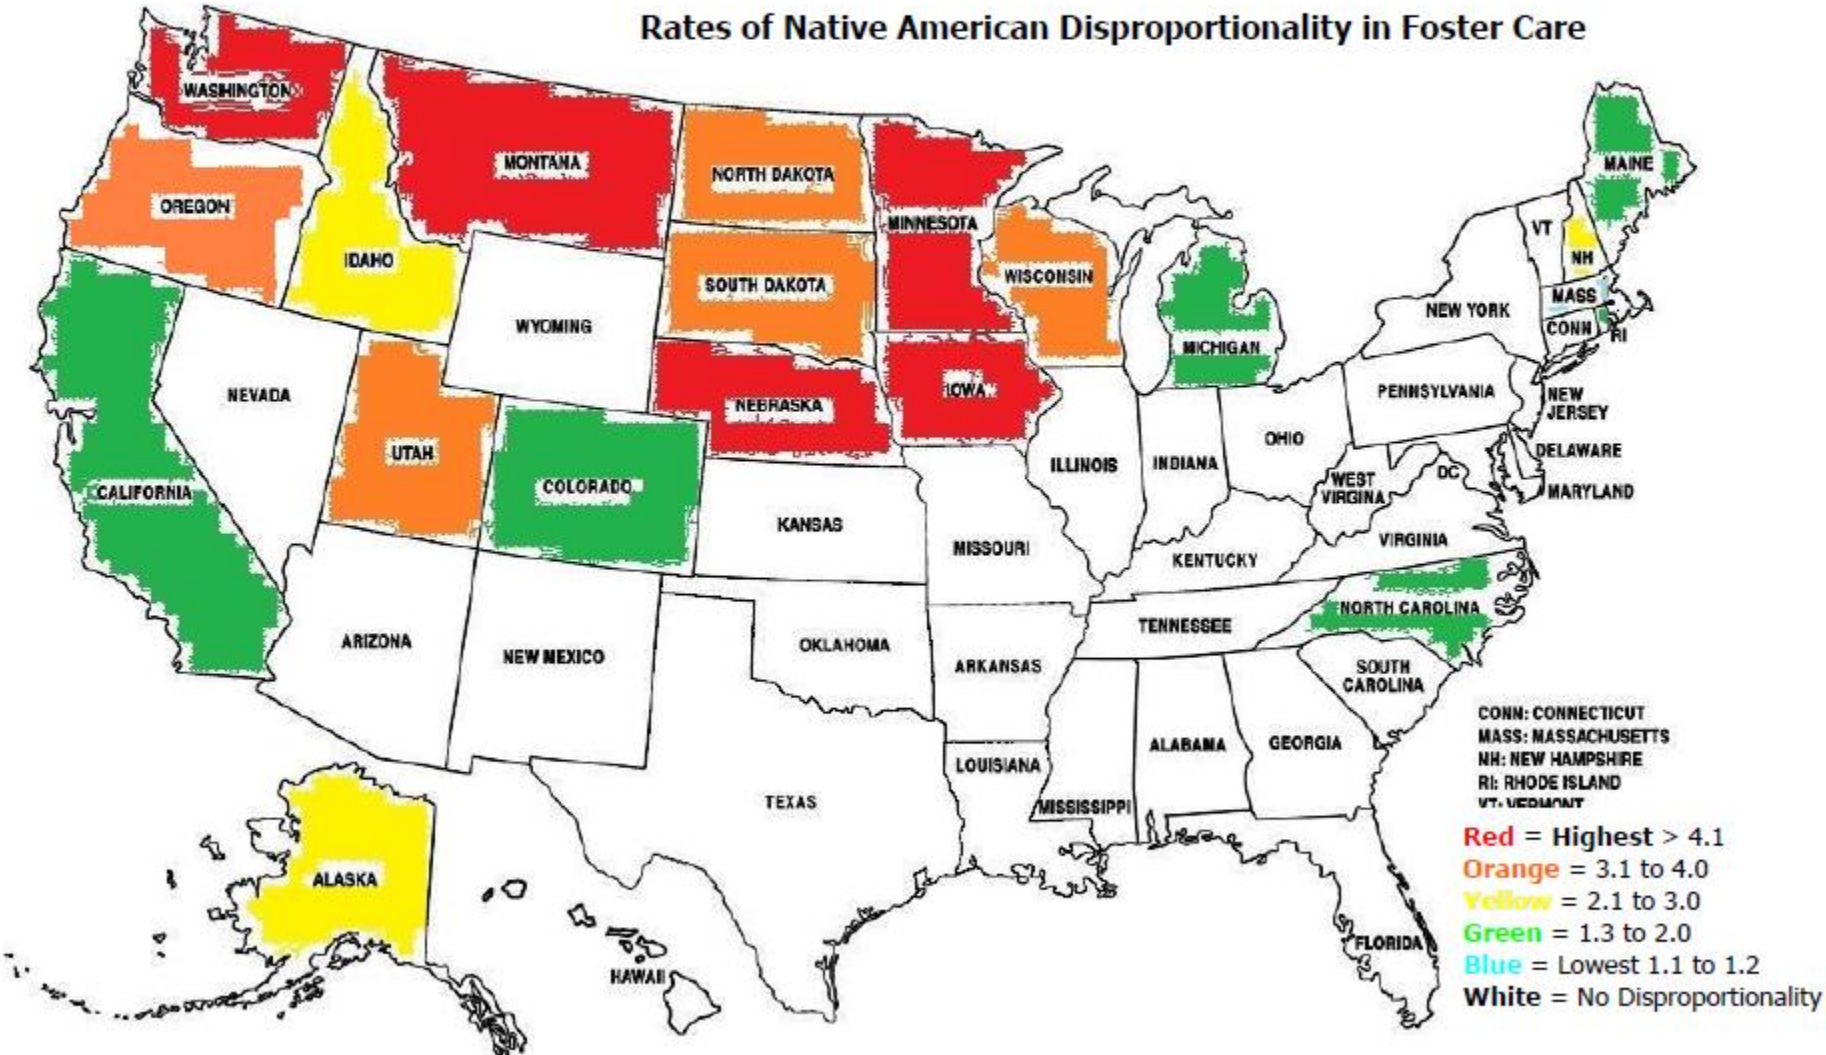 Rates of Native American Disproportionality in Foster Care
WASHINGTON
MONTANA
NORTH DAKOTA
MINNESOTA
MAINE
OREGON
IDAHO
SOUTH DAKOTA
WISCONSIN
VT
NH
WYOMING
MICHIGAN
NEW YORK
MASS
CONN
RI
NEVADA
NEBRASKA
IOWA
PENNSYLVANIA
NEW
JERSEY
UTAH
COLORADO
ILLINOIS
INDIANA
OHIO
DELAWARE
CALIFORNIA
KANSAS
MISSOURI
WEST
VIRGINA
DC
MARYLAND
KENTUCKY
VIRGINIA
ARIZONA
NEW MEXICO
OKLAHOMA
ARKANSAS
TENNESSEE
NORTH CAROLINA
SOUTH
CAROLINA
TEXAS
LOUISIANA
MISSISSIPPI
ALABAMA
GEORGIA
ALASKA
HAWAII
FLORIDA
CONN: CONNECTICUT
MASS: MASSACHUSETTS
NH: NEW HAMPSHIRE
RI: RHODE ISLAND
VT: VERMONT
Red = Highest > 4.1
Orange = 3.1 to 4.0
Yellow = 2.1 to 3.0
Green = 1.3 to 2.0
Blue = Lowest 1.1 to 1.2
White = No Disproportionality